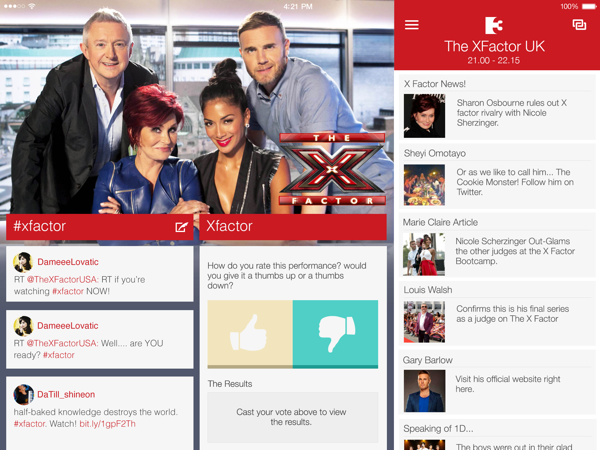 4:21 PM
100%
3
The XFactor UK
21.00 - 22.15
THE
X
FACTOR
#xfactor
Xfactor
DameeeLovatic
RT @TheXFactorUSA: RT if you're
watching #xfactor NOW!
DameeeLovatic
RT @TheXFactorUSA: Well.... are YOU
ready? #xfactor
DaTill_shineon
half-baked knowledge destroys the world.
#xfactor. Watch! bit.ly/1gpF2Th
How do you rate this performance? would
you give it a thumbs up or a thumbs
down?
The Results
Cast your vote above to view
the results.
X Factor News!
Sharon Osbourne rules out X
factor rivalry with Nicole
Sherzinger.
Sheyi Omotayo
Or as we like to call him... The
Cookie Monster! Follow him on
Twitter.
Marie Claire Article
Nicole Scherzinger Out-Glams
the other judges at the X Factor
Bootcamp.
Louis Walsh
Confirms this is his final series
as a judge on The X Factor
Gary Barlow
Visit his official website right
here.
Speaking of 1D...
The boys were out in their glad